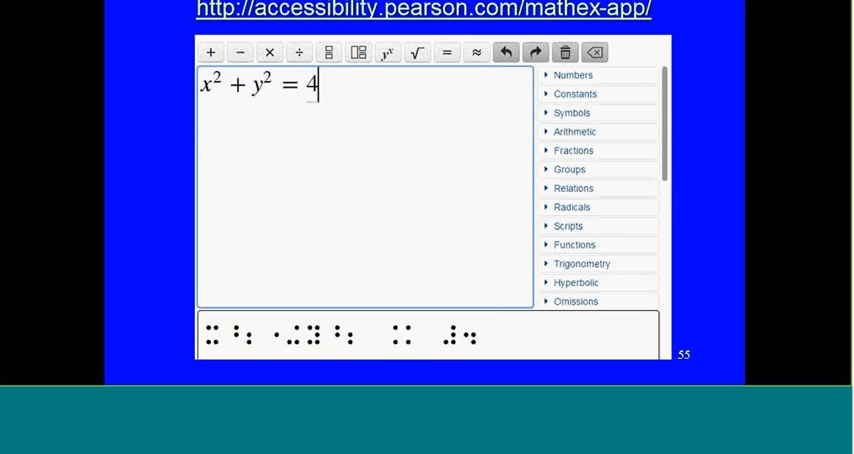 http://accessibility.pearson.com/mathex-app/
+ − × ÷ yˣ √ = ≈
x² + y² = 4
Numbers
Constants
Symbols
Arithmetic
Fractions
Groups
Relations
Radicals
Scripts
Functions
Trigonometry
Hyperbolic
Omissions
⠭⠘⠆⠐⠬⠽⠘⠆ ⠨⠅ ⠼⠲
55